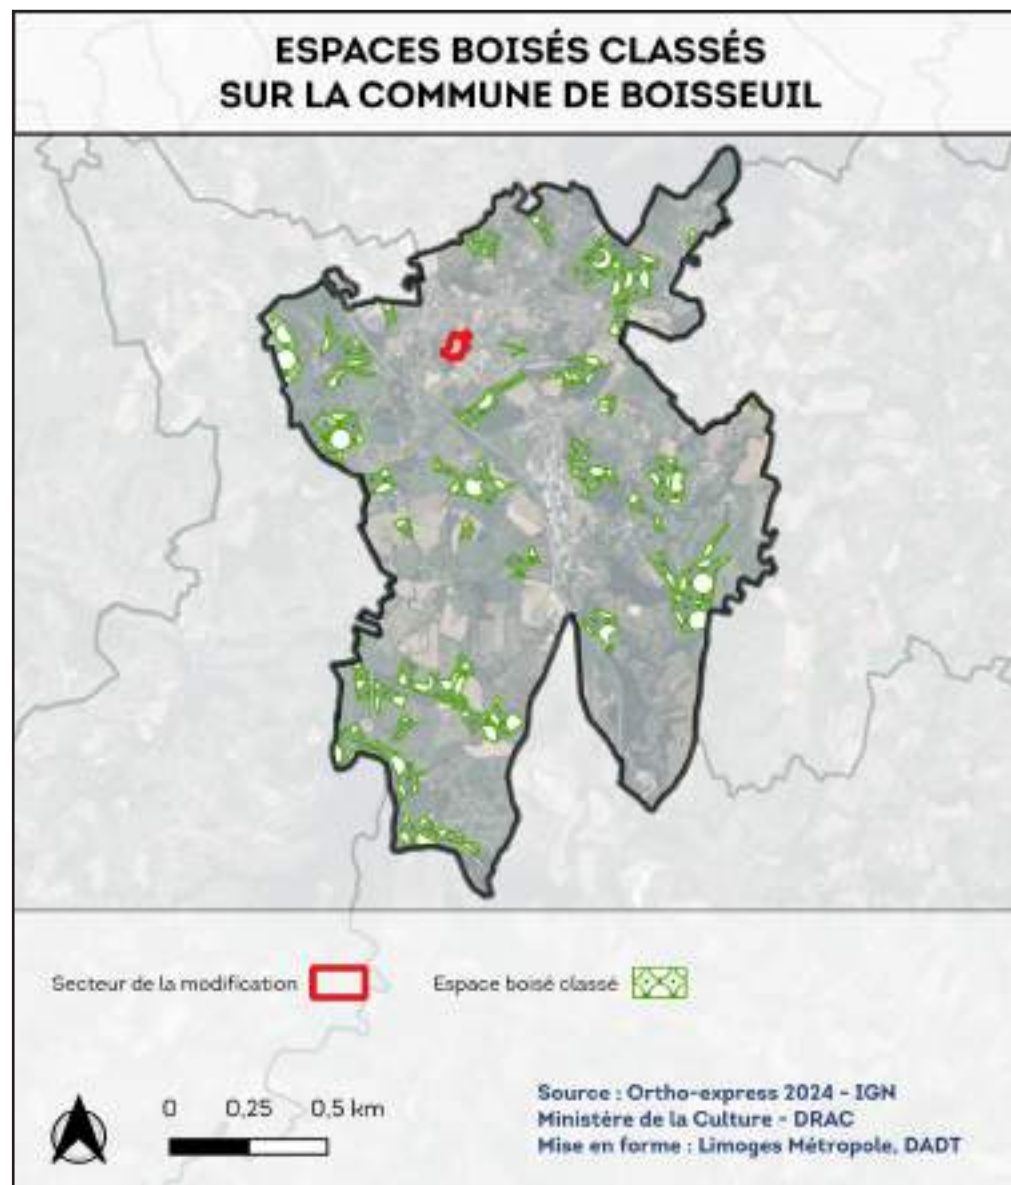 ESPACES BOISÉS CLASSÉS
SUR LA COMMUNE DE BOISSEUIL
Secteur de la modification
Espace boisé classé
0 0,25 0,5 km
Source : Ortho-express 2024 - IGN
Ministère de la Culture - DRAC
Mise en forme : Limoges Métropole, DADT